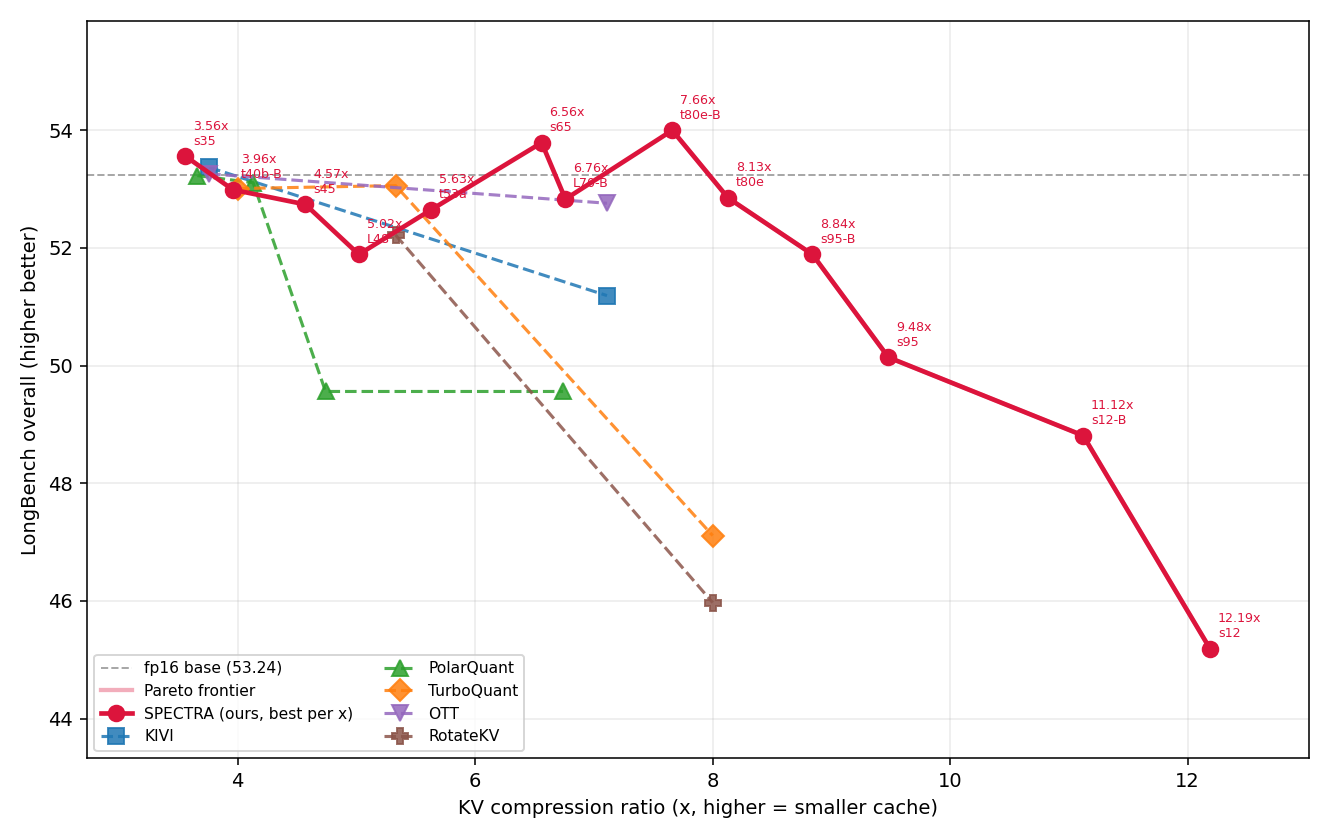 3.56x
s35
3.96x
t40b-B
4.57x
s45
5.02x
5.63x
6.56x
s65
6.76x
7.66x
t80e-B
8.13x
t80e
8.84x
s95-B
9.48x
s95
11.12x
s12-B
12.19x
s12
54
52
50
48
46
44
LongBench overall (higher better)
4
6
8
10
12
KV compression ratio (x, higher = smaller cache)
fp16 base (53.24)
Pareto frontier
SPECTRA (ours, best per x)
KIVI
PolarQuant
TurboQuant
OTT
RotateKV